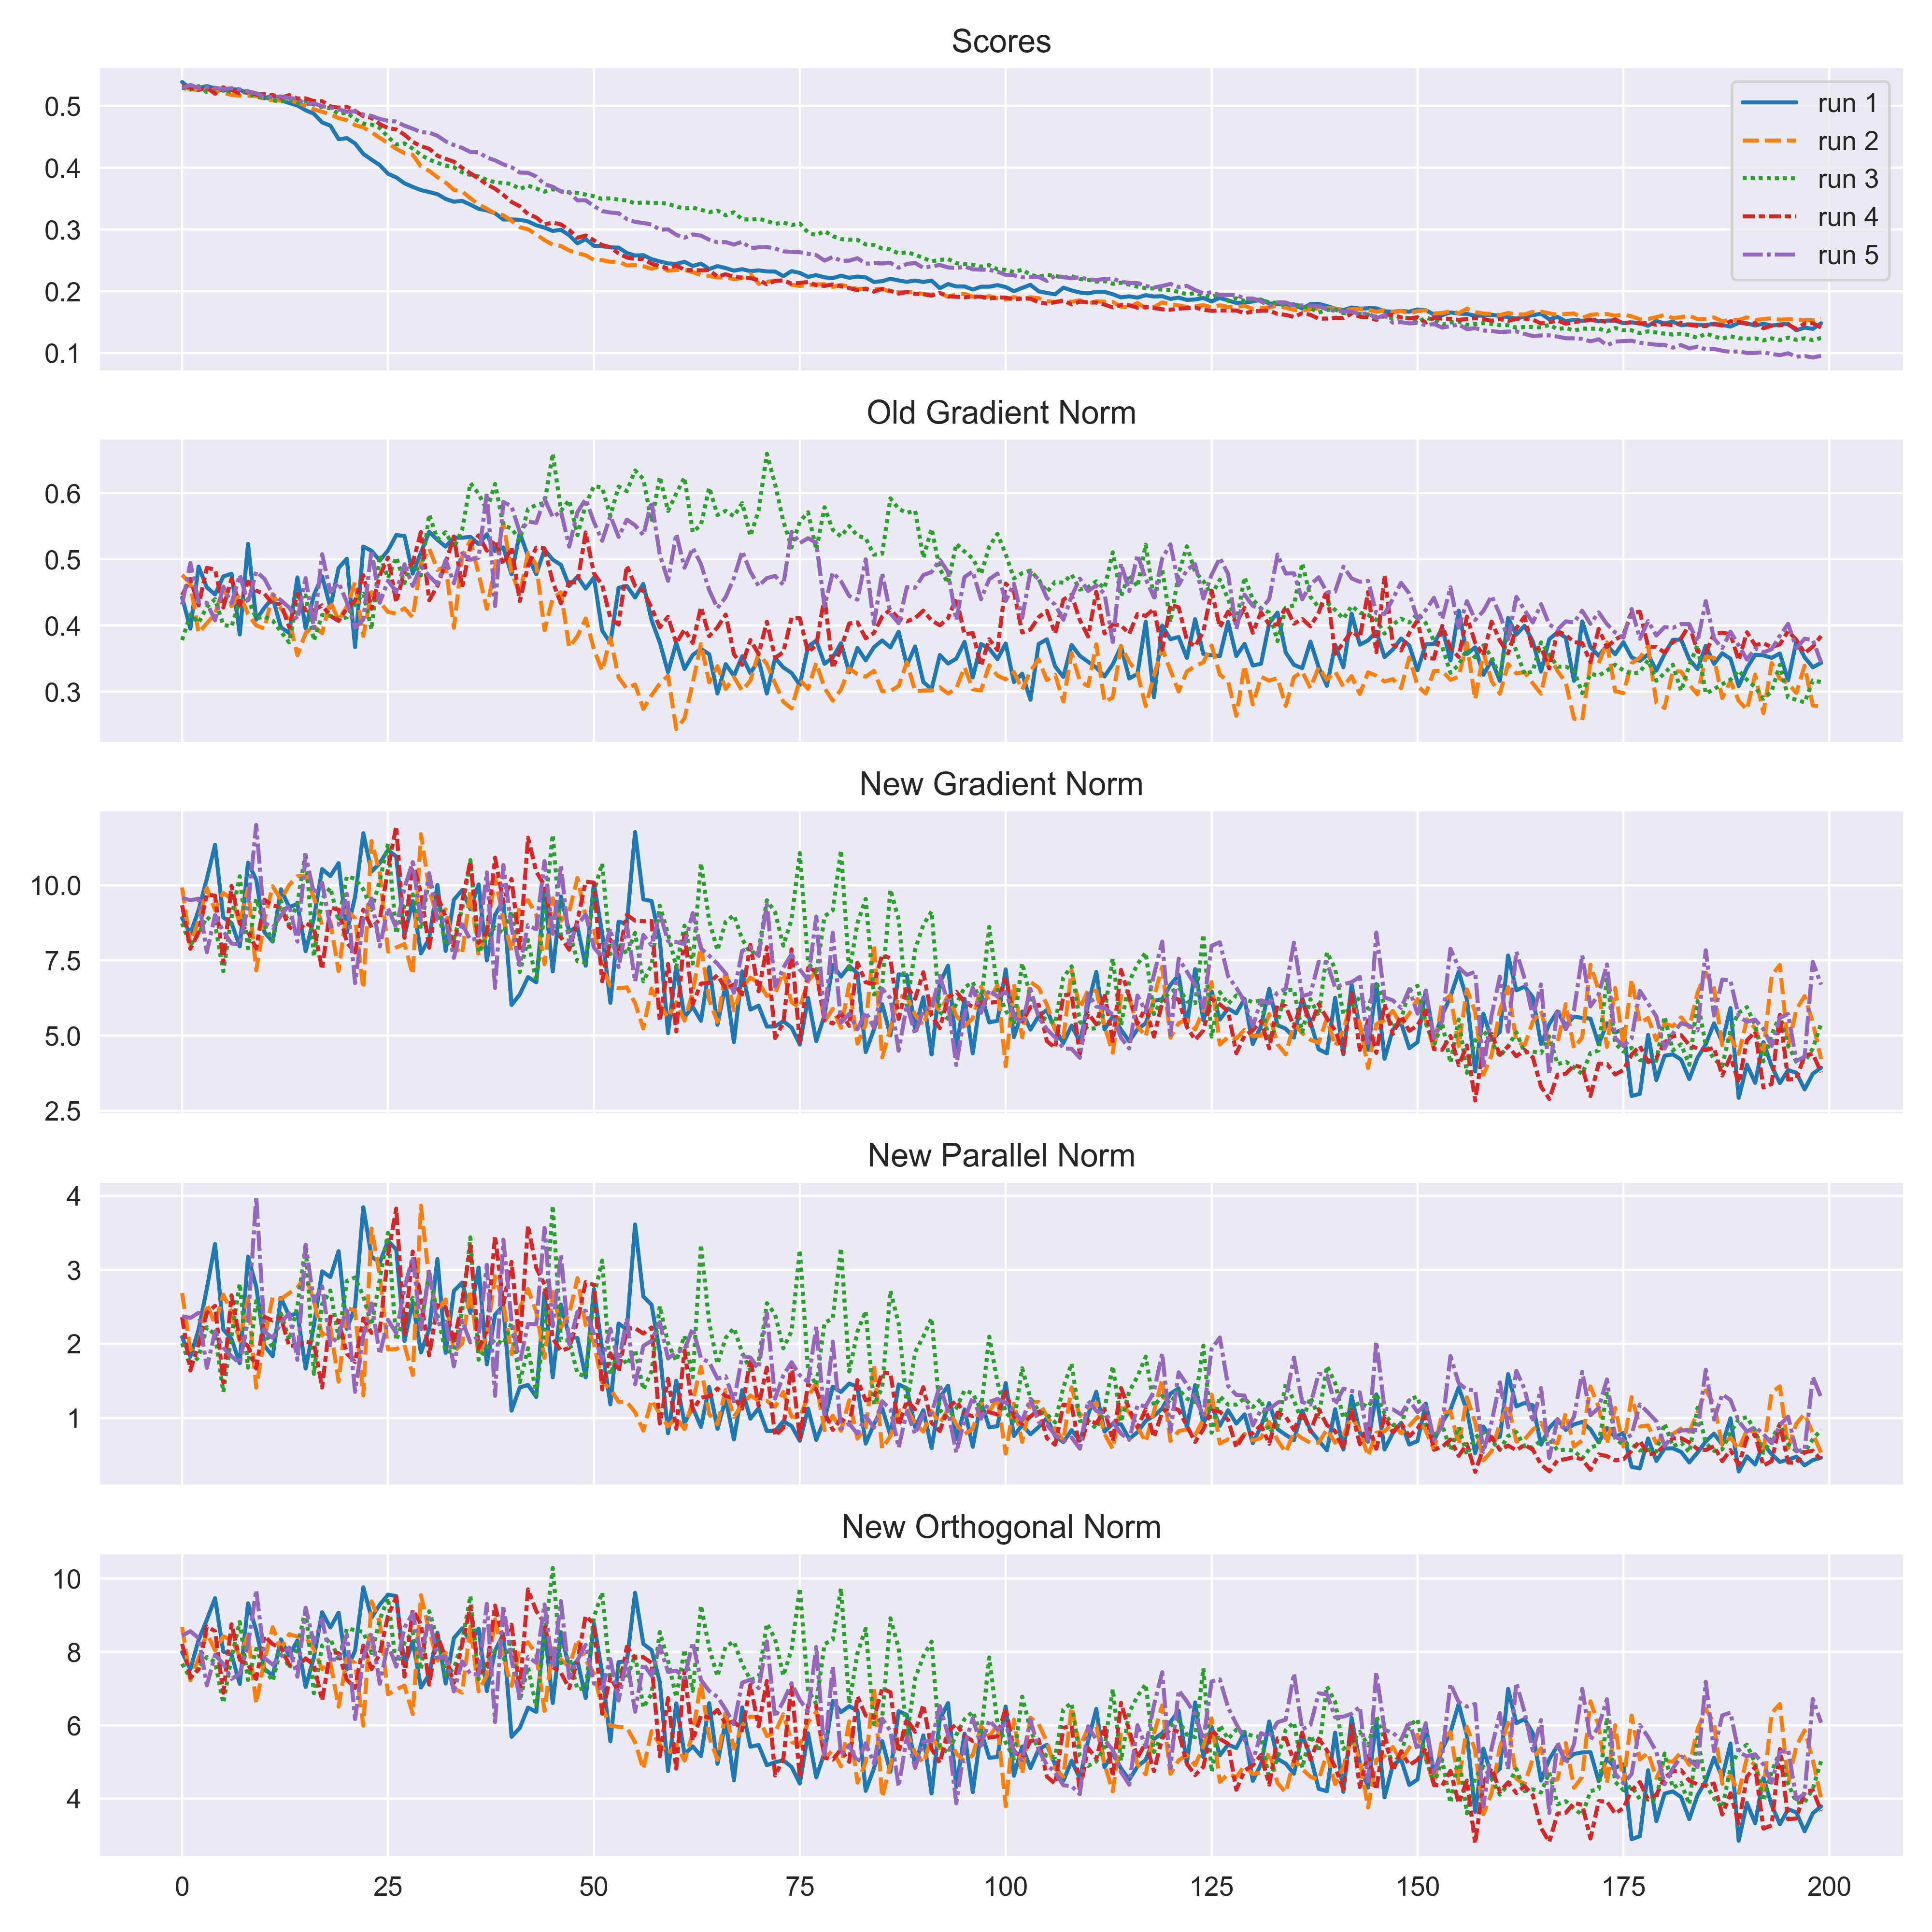 Scores
0.5
0.4
0.3
0.2
0.1
run 1
run 2
run 3
run 4
run 5
Old Gradient Norm
0.6
0.5
0.4
0.3
New Gradient Norm
10.0
7.5
5.0
2.5
New Parallel Norm
4
3
2
1
New Orthogonal Norm
10
8
6
4
0 25 50 75 100 125 150 175 200